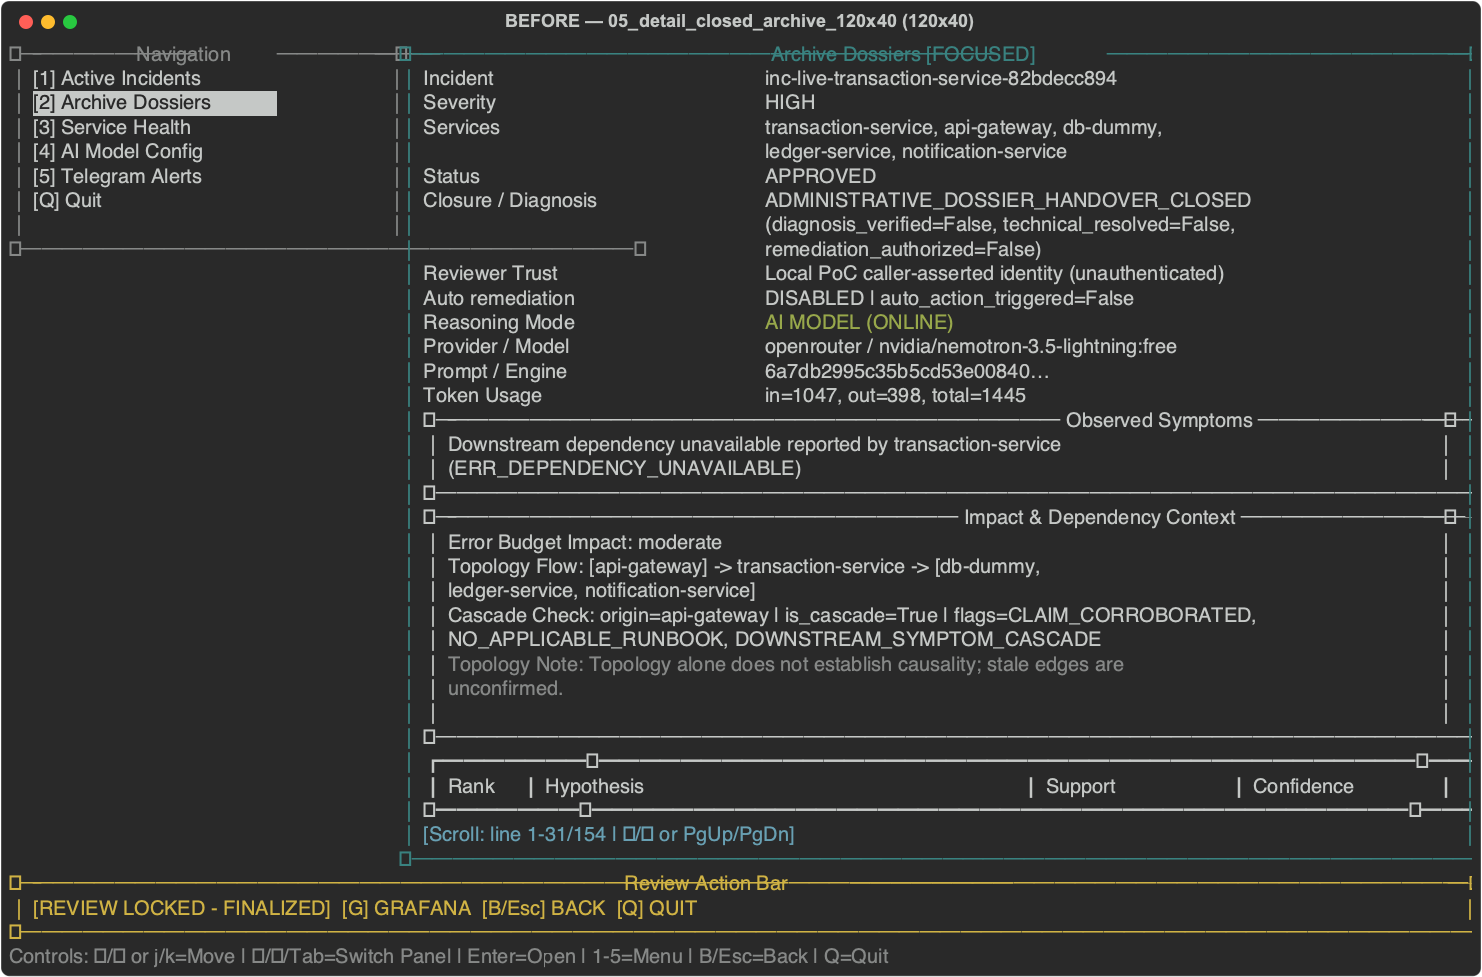 BEFORE — 05_detail_closed_archive_120x40 (120x40)
Navigation
[1] Active Incidents
[2] Archive Dossiers
[3] Service Health
[4] AI Model Config
[5] Telegram Alerts
[Q] Quit
Archive Dossiers [FOCUSED]
Incident inc-live-transaction-service-82bdecc894
Severity HIGH
Services transaction-service, api-gateway, db-dummy,
ledger-service, notification-service
Status APPROVED
Closure / Diagnosis ADMINISTRATIVE_DOSSIER_HANDOVER_CLOSED
(diagnosis_verified=False, technical_resolved=False,
remediation_authorized=False)
Reviewer Trust Local PoC caller-asserted identity (unauthenticated)
Auto remediation DISABLED | auto_action_triggered=False
Reasoning Mode AI MODEL (ONLINE)
Provider / Model openrouter / nvidia/nemotron-3.5-lightning:free
Prompt / Engine 6a7db2995c35b5cd53e00840…
Token Usage in=1047, out=398, total=1445
Observed Symptoms
Downstream dependency unavailable reported by transaction-service
(ERR_DEPENDENCY_UNAVAILABLE)
Impact & Dependency Context
Error Budget Impact: moderate
Topology Flow: [api-gateway] -> transaction-service -> [db-dummy,
ledger-service, notification-service]
Cascade Check: origin=api-gateway | is_cascade=True | flags=CLAIM_CORROBORATED,
NO_APPLICABLE_RUNBOOK, DOWNSTREAM_SYMPTOM_CASCADE
Topology Note: Topology alone does not establish causality; stale edges are
unconfirmed.
Rank | Hypothesis | Support | Confidence
[Scroll: line 1-31/154 | □/□ or PgUp/PgDn]
Review Action Bar
[REVIEW LOCKED - FINALIZED] [G] GRAFANA [B/Esc] BACK [Q] QUIT
Controls: □/□ or j/k=Move | □/□/Tab=Switch Panel | Enter=Open | 1-5=Menu | B/Esc=Back | Q=Quit